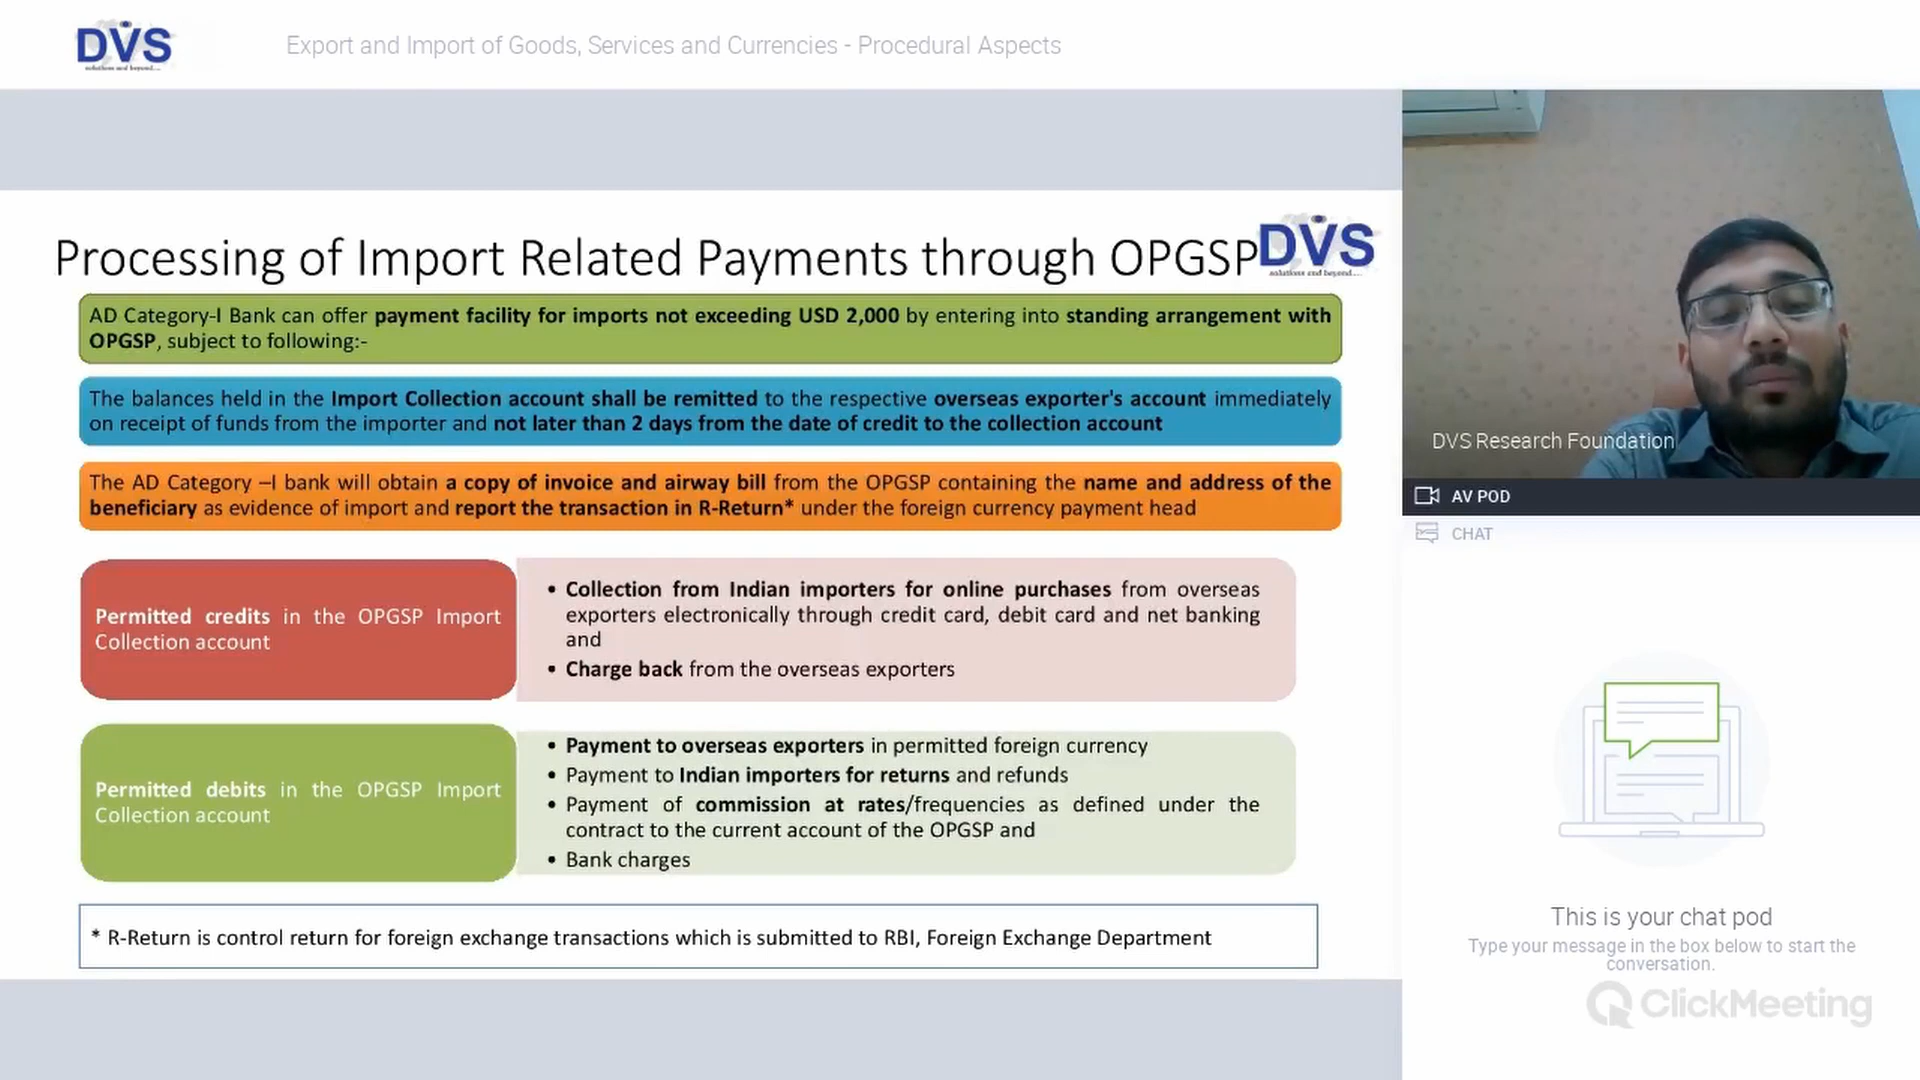 DVS
solutions and beyond....
Export and Import of Goods, Services and Currencies - Procedural Aspects
Processing of Import Related Payments through OPGSP
DVS
solutions and beyond....
AD Category-I Bank can offer payment facility for imports not exceeding USD 2,000 by entering into standing arrangement with
OPGSP, subject to following:-
The balances held in the Import Collection account shall be remitted to the respective overseas exporter's account immediately
on receipt of funds from the importer and not later than 2 days from the date of credit to the collection account
The AD Category –I bank will obtain a copy of invoice and airway bill from the OPGSP containing the name and address of the
beneficiary as evidence of import and report the transaction in R-Return* under the foreign currency payment head
Permitted credits in the OPGSP Import
Collection account
• Collection from Indian importers for online purchases from overseas
exporters electronically through credit card, debit card and net banking
and
• Charge back from the overseas exporters
Permitted debits in the OPGSP Import
Collection account
• Payment to overseas exporters in permitted foreign currency
• Payment to Indian importers for returns and refunds
• Payment of commission at rates/frequencies as defined under the
contract to the current account of the OPGSP and
• Bank charges
* R-Return is control return for foreign exchange transactions which is submitted to RBI, Foreign Exchange Department
DVS Research Foundation
AV POD
CHAT
This is your chat pod
Type your message in the box below to start the
conversation.
ClickMeeting